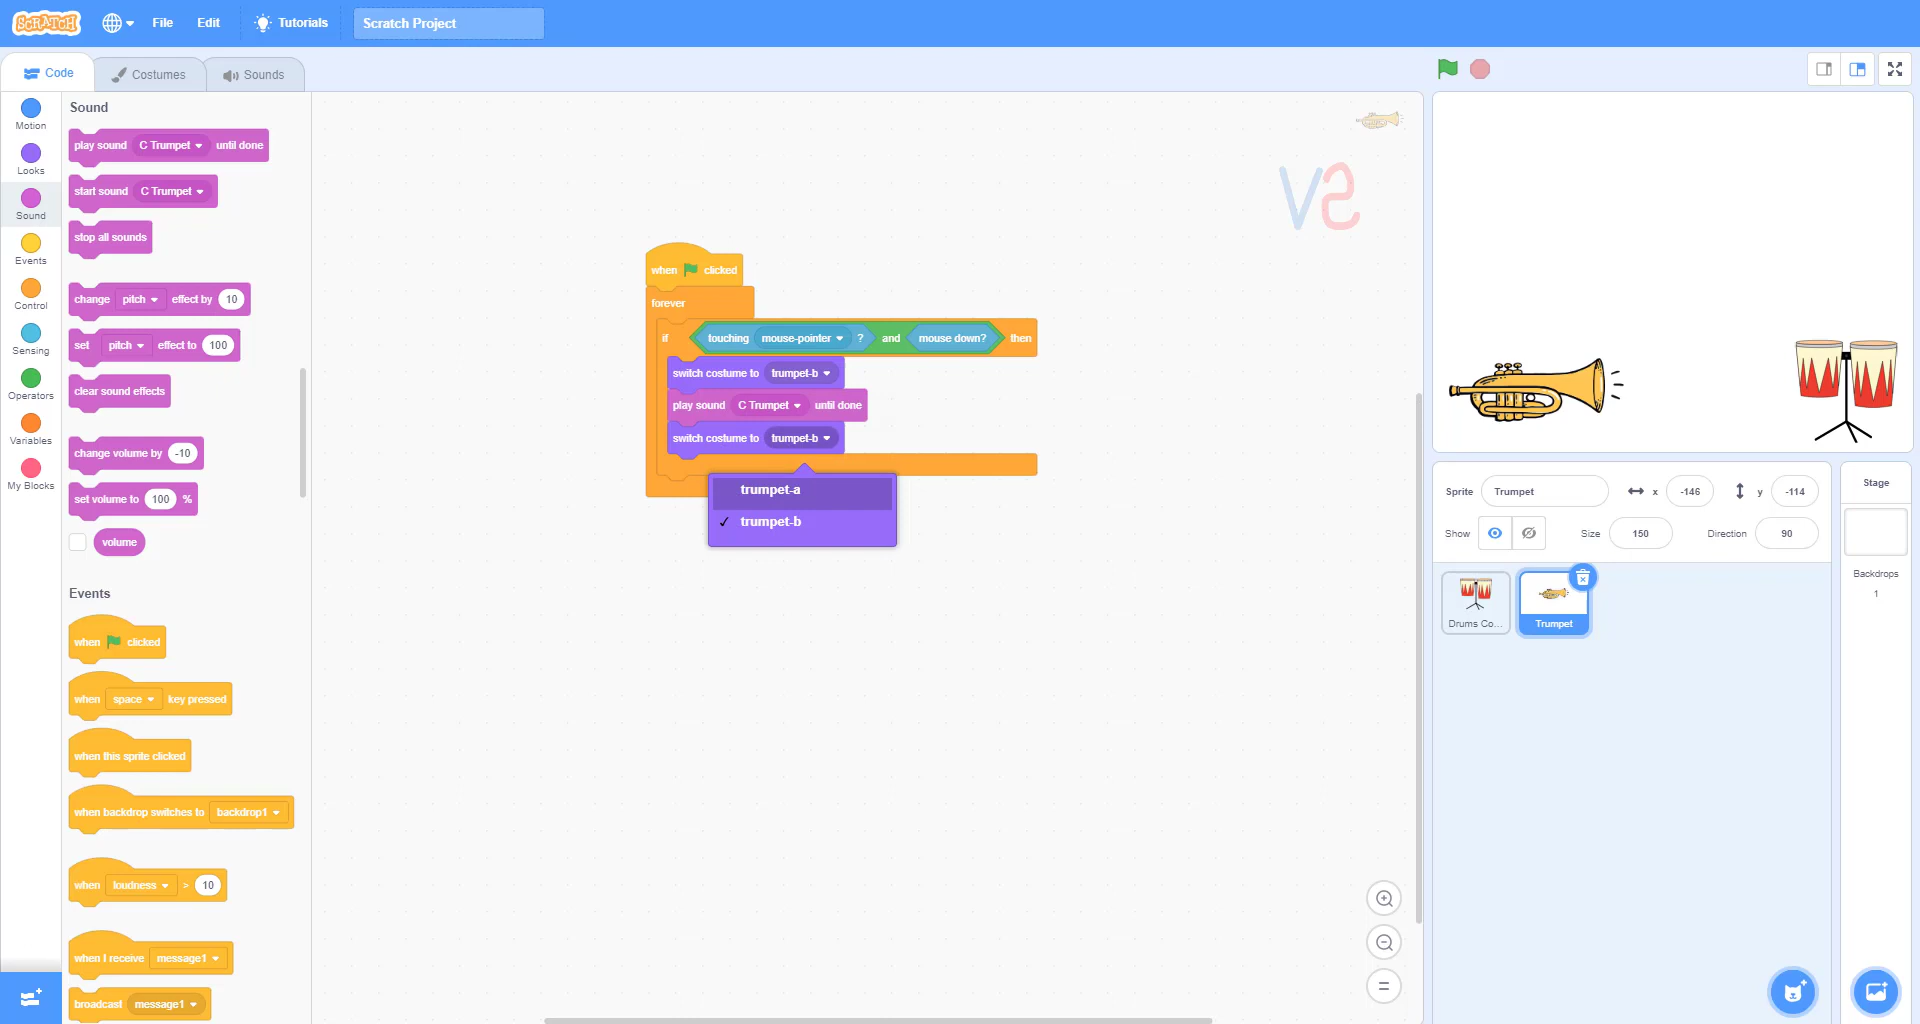 SCRATCH
File
Edit
Tutorials
Scratch Project
Code
Costumes
Sounds
Motion
Looks
Sound
Events
Control
Sensing
Operators
Variables
My Blocks
Sound
play sound C Trumpet until done
start sound C Trumpet
stop all sounds
change pitch effect by 10
set pitch effect to 100
clear sound effects
change volume by -10
set volume to 100 %
volume
Events
when clicked
when space key pressed
when this sprite clicked
when backdrop switches to backdrop1
when loudness > 10
when I receive message1
broadcast message1
VS
when clicked
forever
if touching mouse-pointer ? and mouse down? then
switch costume to trumpet-b
play sound C Trumpet until done
switch costume to trumpet-b
trumpet-a
✓ trumpet-b
Sprite Trumpet x -146 y -114
Show Size 150 Direction 90
Drums Co...
Trumpet
Stage
Backdrops
1